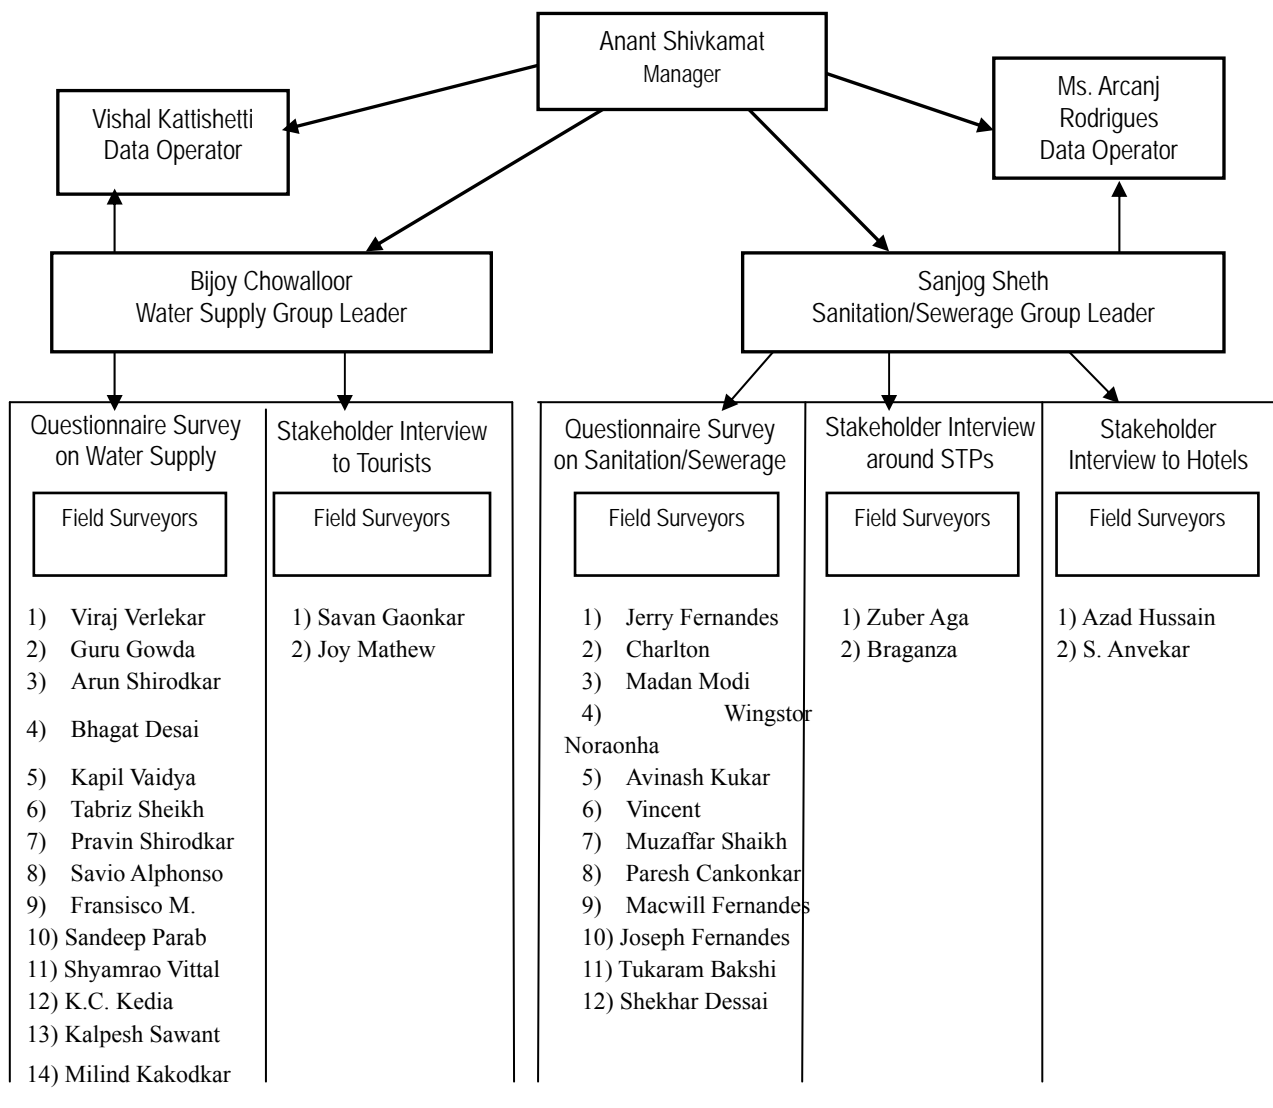 Anant Shivkamat
Manager
Vishal Kattishetti
Data Operator
Ms. Arcanj
Rodrigues
Data Operator
Bijoy Chowalloor
Water Supply Group Leader
Sanjog Sheth
Sanitation/Sewerage Group Leader
Questionnaire Survey
on Water Supply
Field Surveyors
1) Viraj Verlekar
2) Guru Gowda
3) Arun Shirodkar
4) Bhagat Desai
5) Kapil Vaidya
6) Tabriz Sheikh
7) Pravin Shirodkar
8) Savio Alphonso
9) Fransisco M.
10) Sandeep Parab
11) Shyamrao Vittal
12) K.C. Kedia
13) Kalpesh Sawant
14) Milind Kakodkar
Stakeholder Interview
to Tourists
Field Surveyors
1) Savan Gaonkar
2) Joy Mathew
Questionnaire Survey
on Sanitation/Sewerage
Field Surveyors
1) Jerry Fernandes
2) Charlton
3) Madan Modi
4) Wingstor
Noraonha
5) Avinash Kukar
6) Vincent
7) Muzaffar Shaikh
8) Paresh Cankonkar
9) Macwill Fernandes
10) Joseph Fernandes
11) Tukaram Bakshi
12) Shekhar Dessai
Stakeholder Interview
around STPs
Field Surveyors
1) Zuber Aga
2) Braganza
Stakeholder
Interview to Hotels
Field Surveyors
1) Azad Hussain
2) S. Anvekar